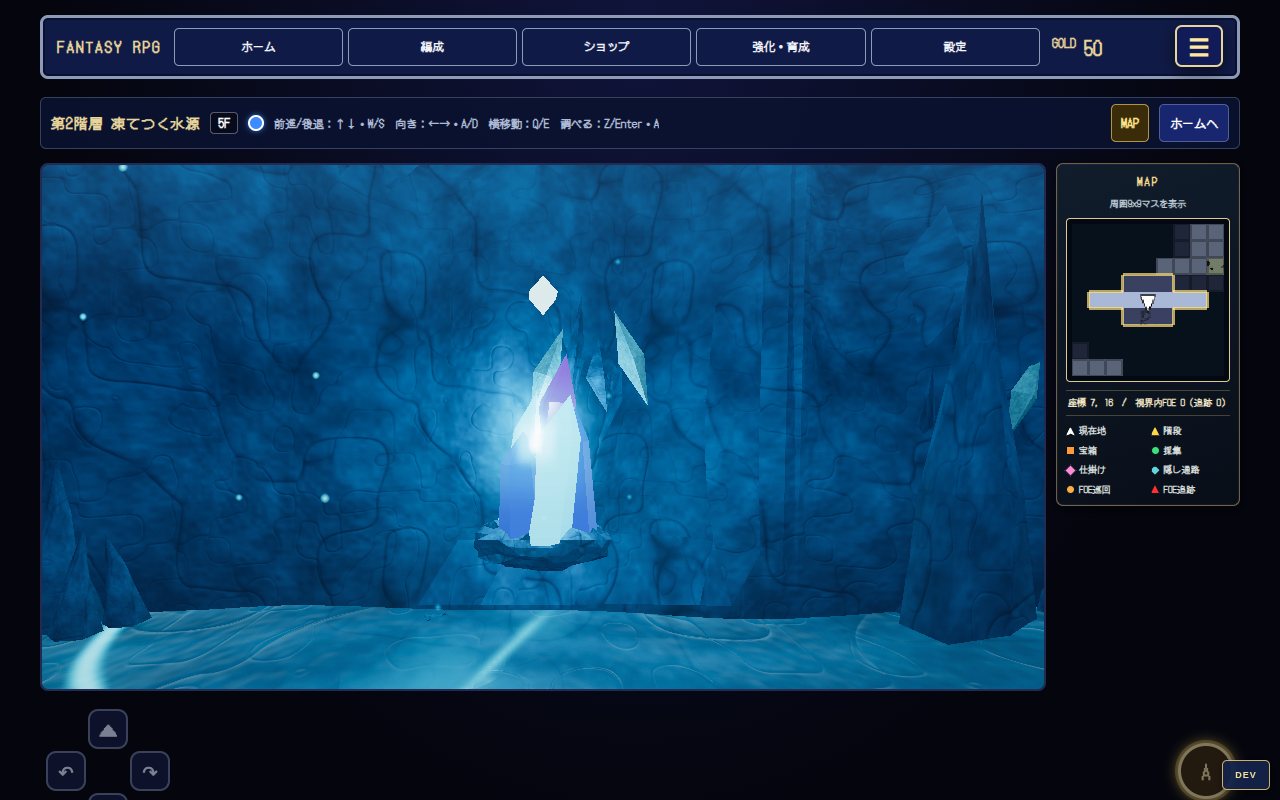 FANTASY RPG
ホーム
編成
ショップ
強化・育成
設定
GOLD 50
第2階層 凍てつく水源
5F
前進/後退：↑↓・W/S 向き：←→・A/D 横移動：Q/E 調べる：Z/Enter・A
MAP
ホームへ
MAP
周囲9x9マスを表示
座標 7, 16 / 視界内FOE 0（追跡 0）
現在地
階段
宝箱
採集
仕掛け
隠し通路
FOE巡回
FOE追跡
A
DEV